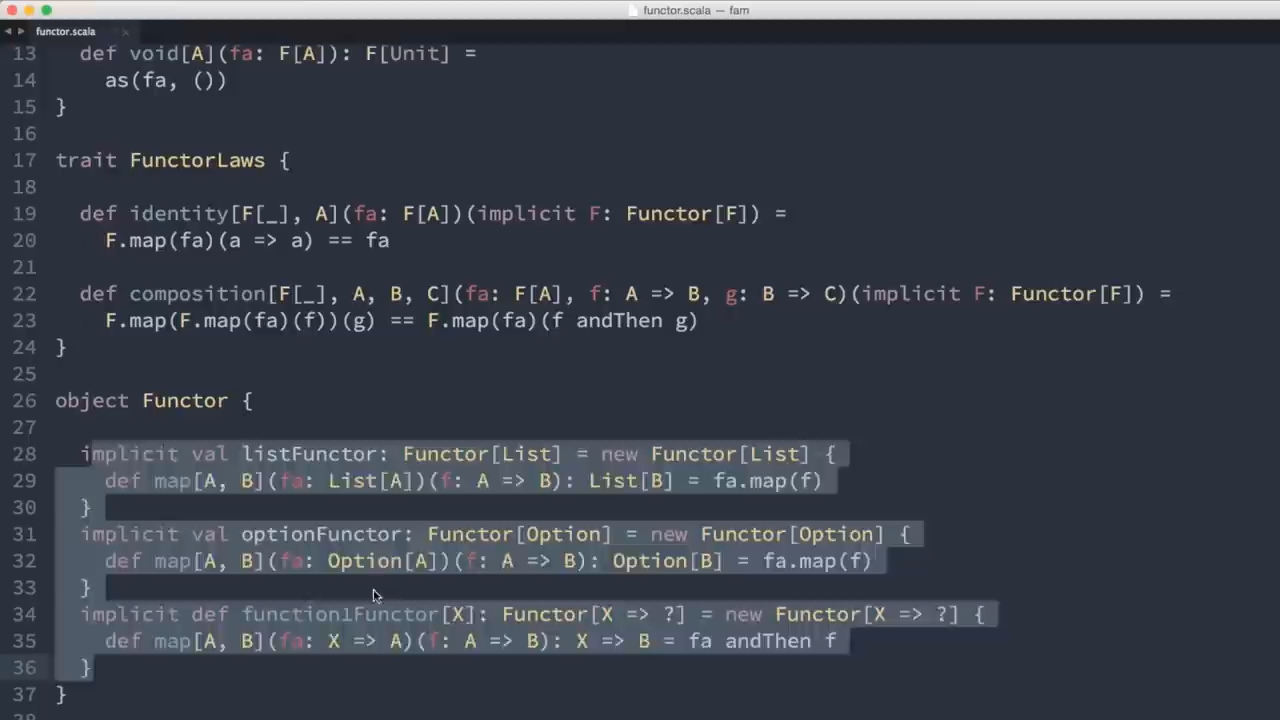 functor.scala — fam
functor.scala
13 def void[A](fa: F[A]): F[Unit] =
14 as(fa, ())
15 }
16
17 trait FunctorLaws {
18
19 def identity[F[_], A](fa: F[A])(implicit F: Functor[F]) =
20 F.map(fa)(a => a) == fa
21
22 def composition[F[_], A, B, C](fa: F[A], f: A => B, g: B => C)(implicit F: Functor[F]) =
23 F.map(F.map(fa)(f))(g) == F.map(fa)(f andThen g)
24 }
25
26 object Functor {
27
28 implicit val listFunctor: Functor[List] = new Functor[List] {
29 def map[A, B](fa: List[A])(f: A => B): List[B] = fa.map(f)
30 }
31 implicit val optionFunctor: Functor[Option] = new Functor[Option] {
32 def map[A, B](fa: Option[A])(f: A => B): Option[B] = fa.map(f)
33 }
34 implicit def function1Functor[X]: Functor[X => ?] = new Functor[X => ?] {
35 def map[A, B](fa: X => A)(f: A => B): X => B = fa andThen f
36 }
37 }
38